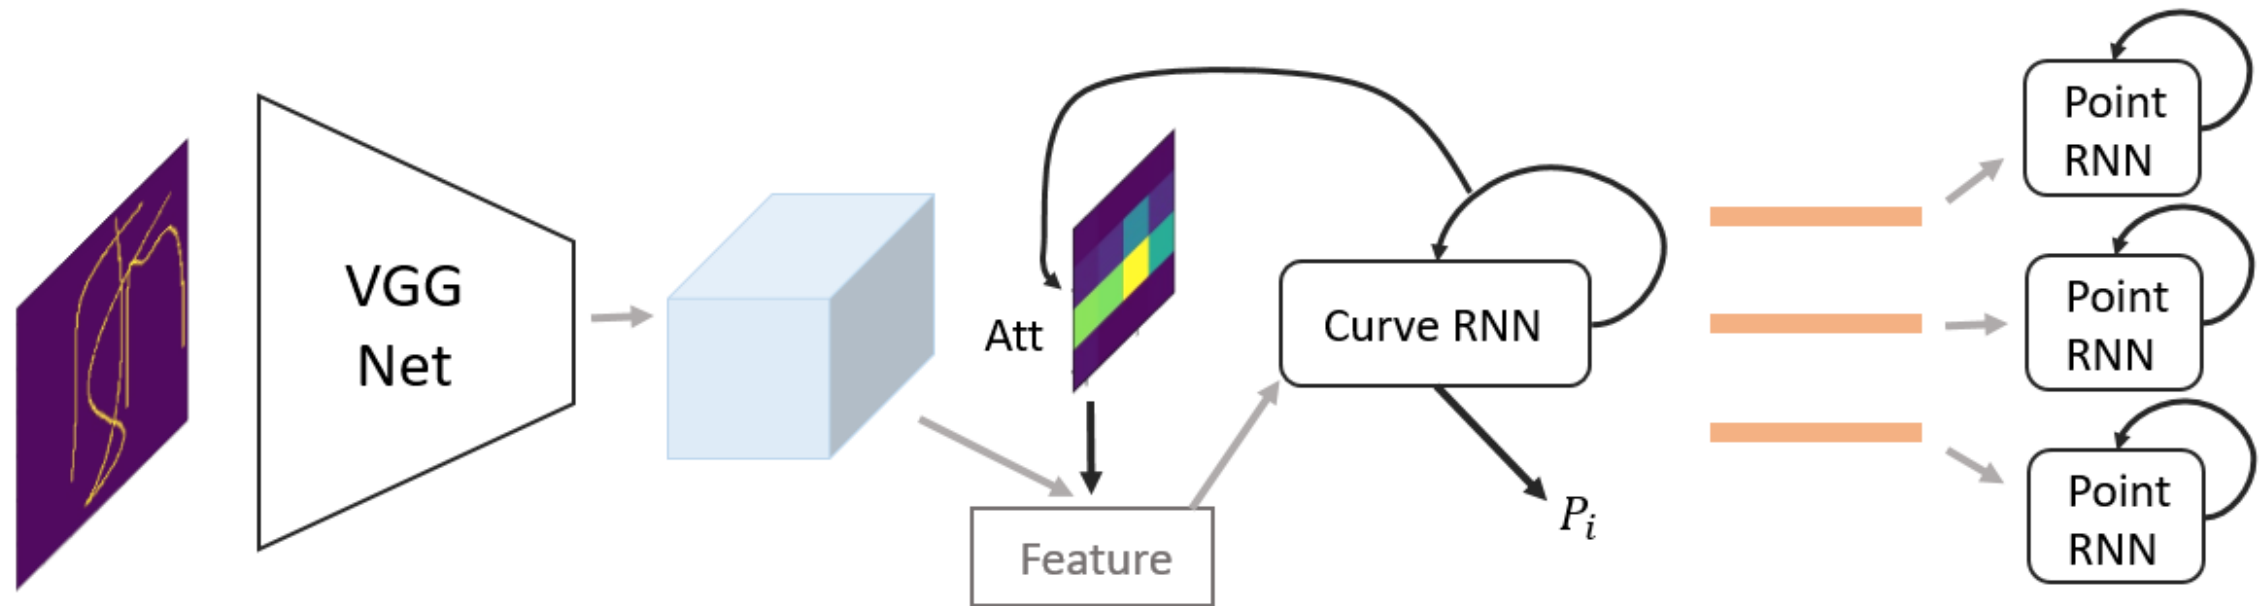 VGG
Net
Att
Feature
Curve RNN
P_i
Point
RNN
Point
RNN
Point
RNN